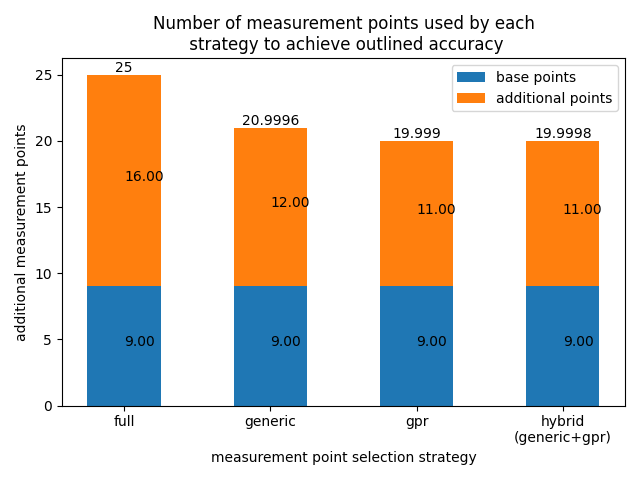 Number of measurement points used by each
strategy to achieve outlined accuracy
base points
additional points
25
20.9996
19.999
19.9998
16.00
12.00
11.00
11.00
9.00
9.00
9.00
9.00
additional measurement points
25
20
15
10
5
0
full
generic
gpr
hybrid
(generic+gpr)
measurement point selection strategy